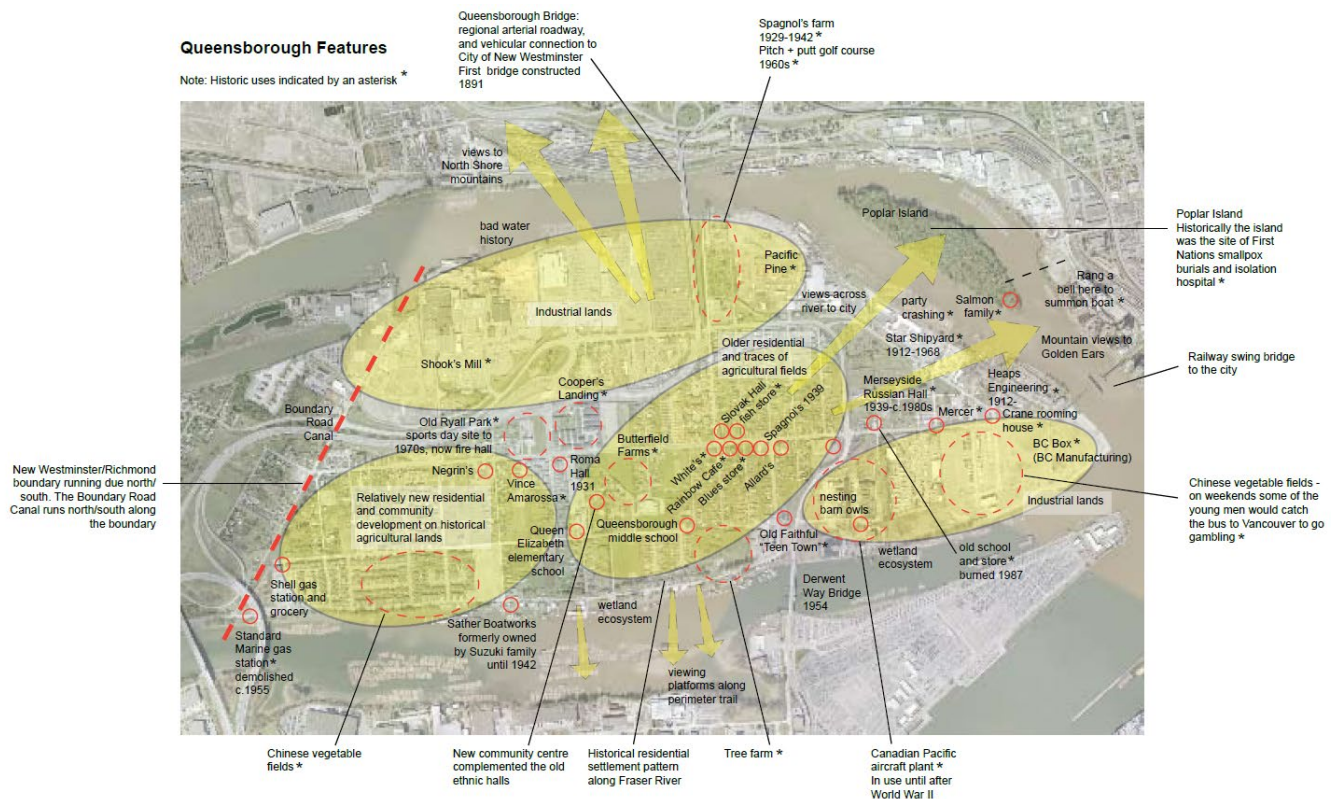 Queensborough Features
Note: Historic uses indicated by an asterisk *
Queensborough Bridge:
regional arterial roadway,
and vehicular connection to
City of New Westminster
First bridge constructed
1891
Spagnol's farm
1929-1942 *
Pitch + putt golf course
1960s *
views to
North Shore
mountains
bad water
history
Poplar Island
Poplar Island
Historically the island
was the site of First
Nations smallpox
burials and isolation
hospital *
Pacific
Pine *
Rang a
bell here to
summon boat *
views across
river to city
party
crashing *
Salmon
family *
Industrial lands
Star Shipyard *
1912-1968
Mountain views to
Golden Ears
Older residential
and traces of
agricultural fields
Shook's Mill *
Railway swing bridge
to the city
Cooper's
Landing *
Slovak Hall
fish store *
Spagnol's 1939
Merseyside
Russian Hall *
1939-c.1980s
Heaps
Engineering *
1912-
Mercer *
Crane rooming
house *
Boundary
Road
Canal
Old Ryall Park *
sports day site to
1970s, now fire hall
Butterfield
Farms *
BC Box *
(BC Manufacturing)
New Westminster/Richmond
boundary running due north/
south. The Boundary Road
Canal runs north/south along
the boundary
Negrin's
Vince
Amarossa *
Roma
Hall
1931
White's *
Rainbow Cafe *
Blues store *
Allard's
Relatively new residential
and community
development on historical
agricultural lands
nesting
barn owls
Industrial lands
Chinese vegetable fields -
on weekends some of the
young men would catch
the bus to Vancouver to go
gambling *
Queen
Elizabeth
elementary
school
Queensborough
middle school
Old Faithful
"Teen Town" *
wetland
ecosystem
old school
and store *
burned 1987
Shell gas
station and
grocery
Derwent
Way Bridge
1954
wetland
ecosystem
Sather Boatworks
formerly owned
by Suzuki family
until 1942
Standard
Marine gas
station *
demolished
c.1955
viewing
platforms along
perimeter trail
Chinese vegetable
fields *
New community centre
complemented the old
ethnic halls
Historical residential
settlement pattern
along Fraser River
Tree farm *
Canadian Pacific
aircraft plant *
In use until after
World War II